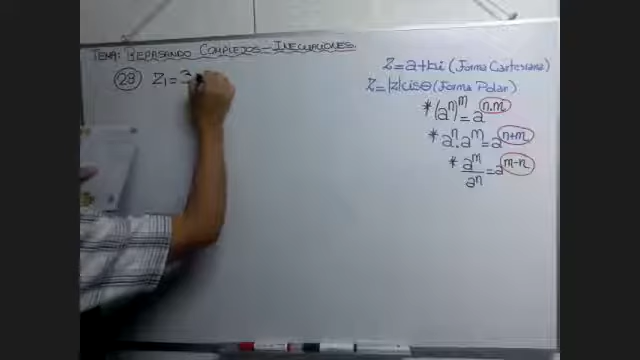 TEMA: REPASANDO COMPLEJOS-INECUACIONES.
29 Z₁=3
Z=a+bi (Forma Cartesiana)
Z=|Z|cisθ (Forma Polar)
*(aⁿ)ᵐ=aⁿ·ᵐ
*aⁿ.aᵐ=aⁿ⁺ᵐ
*aᵐ/aⁿ=aᵐ⁻ⁿ